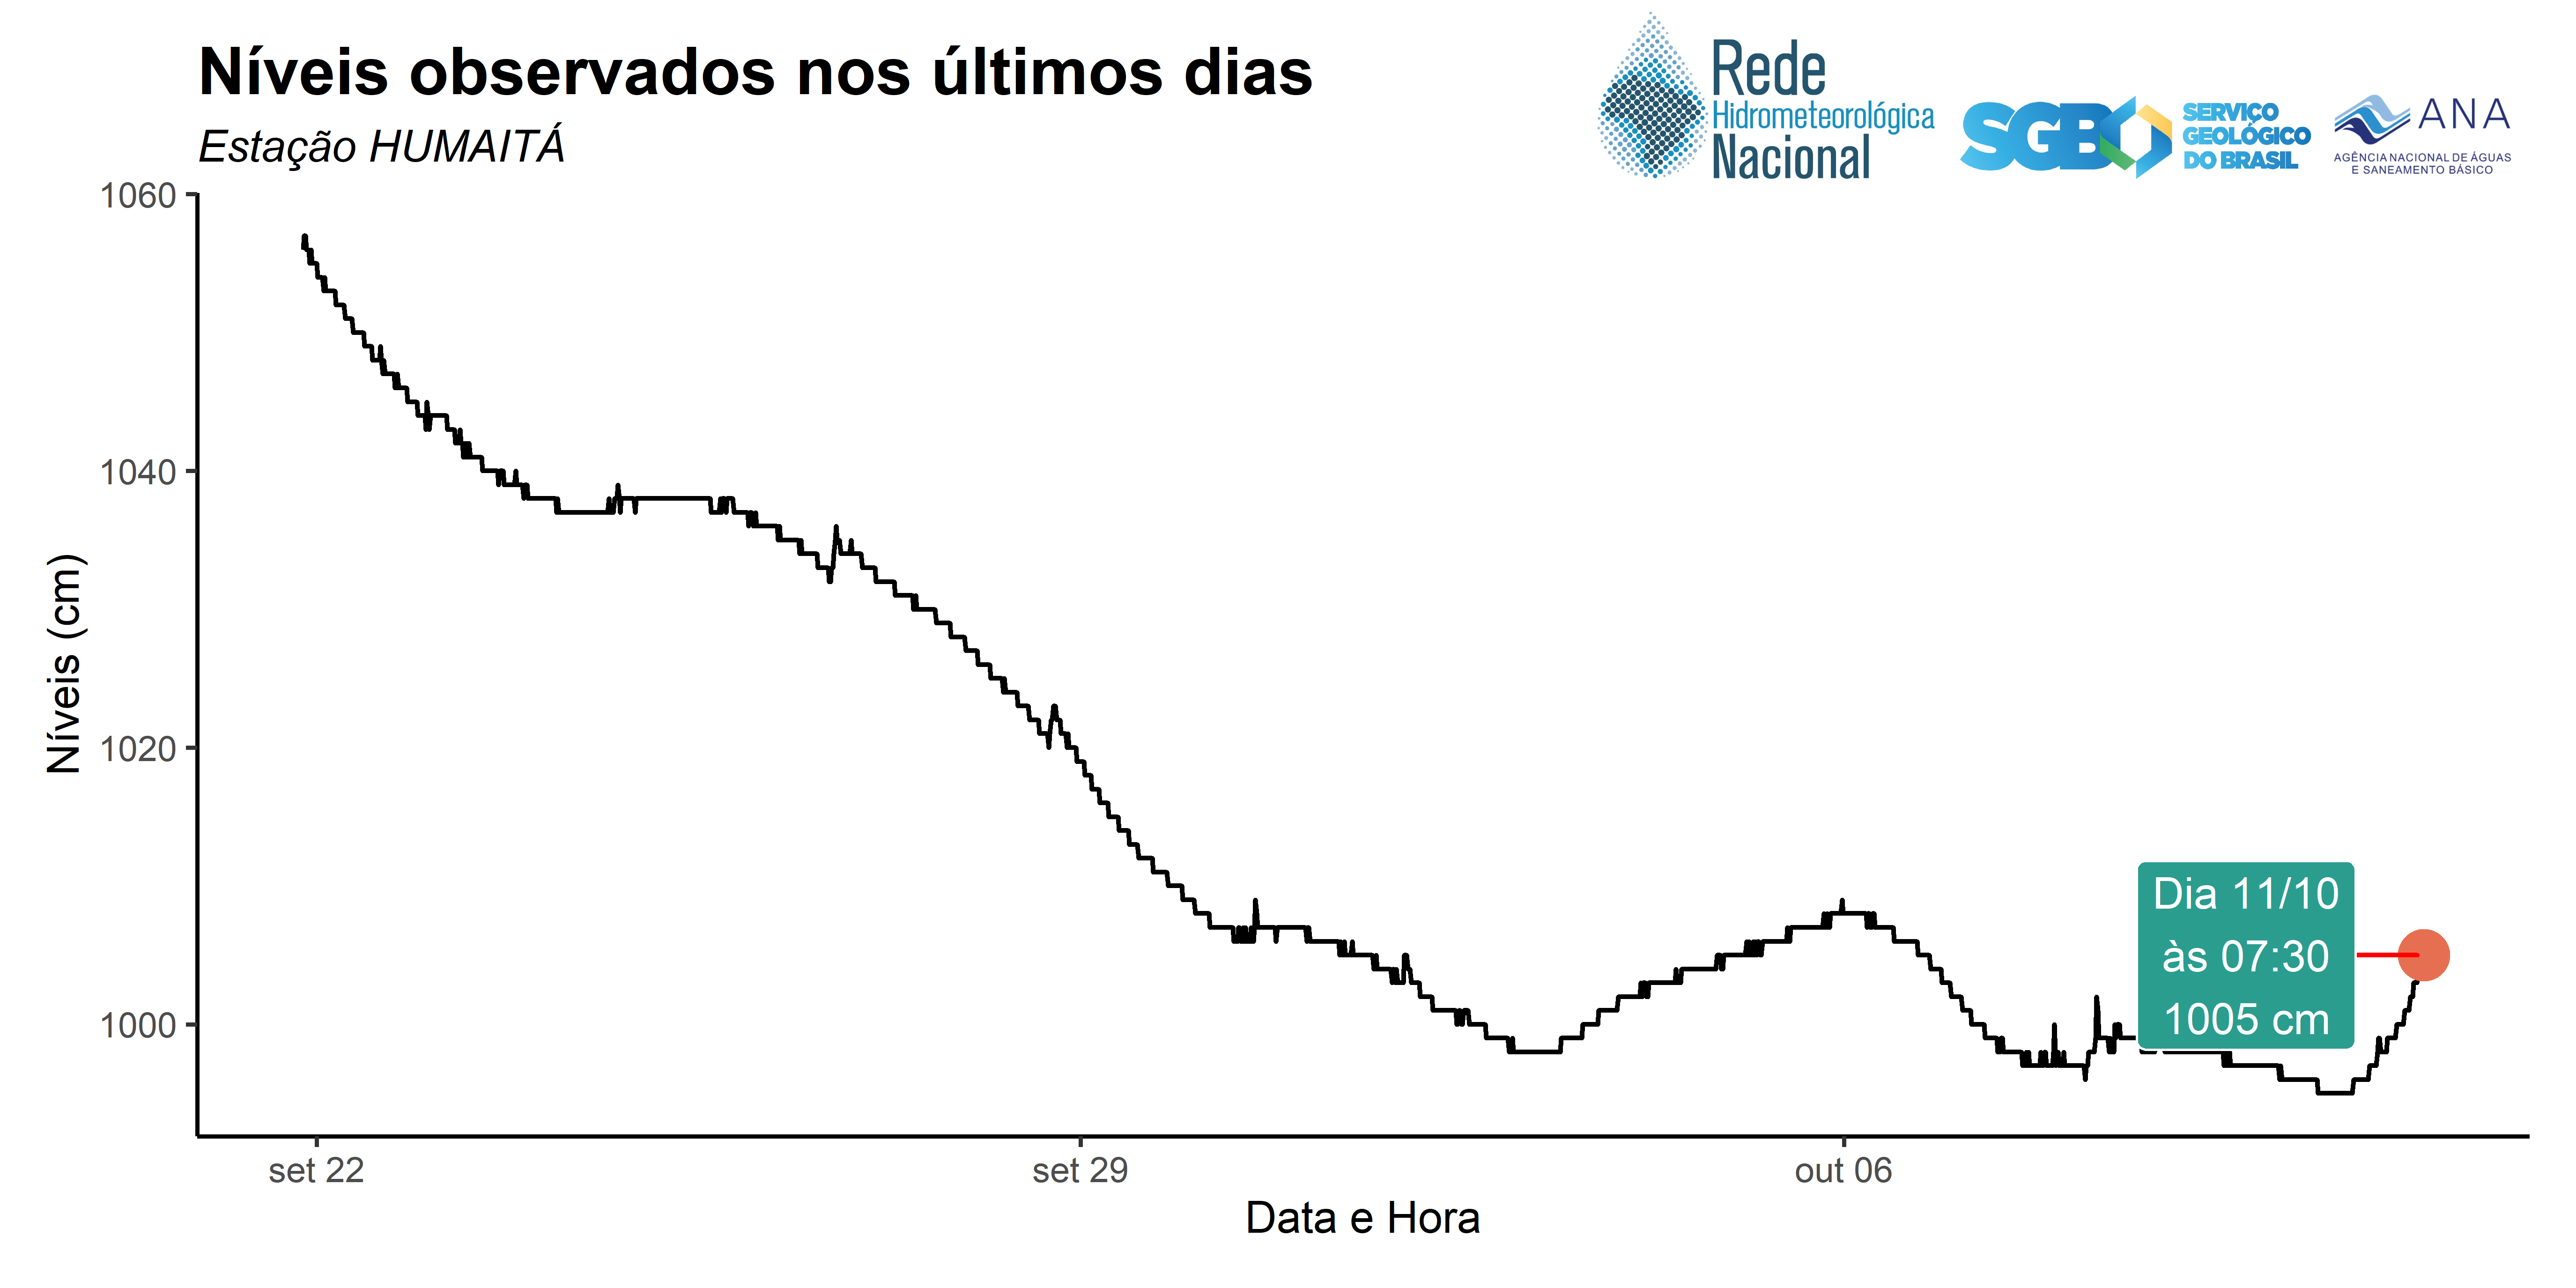 Níveis observados nos últimos dias
Estação HUMAITÁ
Rede
Hidrometeorológica
Nacional
SGB
SERVIÇO
GEOLÓGICO
DO BRASIL
ANA
AGÊNCIA NACIONAL DE ÁGUAS
E SANEAMENTO BÁSICO
Níveis (cm)
1060
1040
1020
1000
Dia 11/10
às 07:30
1005 cm
set 22
set 29
out 06
Data e Hora